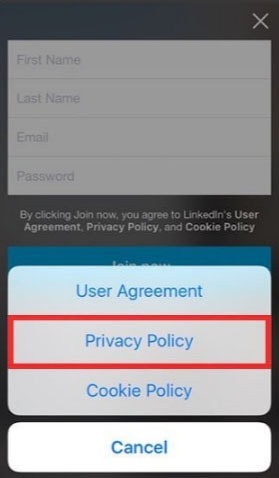 First Name
Last Name
Email
Password
By clicking Join now, you agree to LinkedIn's User
Agreement, Privacy Policy, and Cookie Policy
Join now
User Agreement
Privacy Policy
Cookie Policy
Cancel